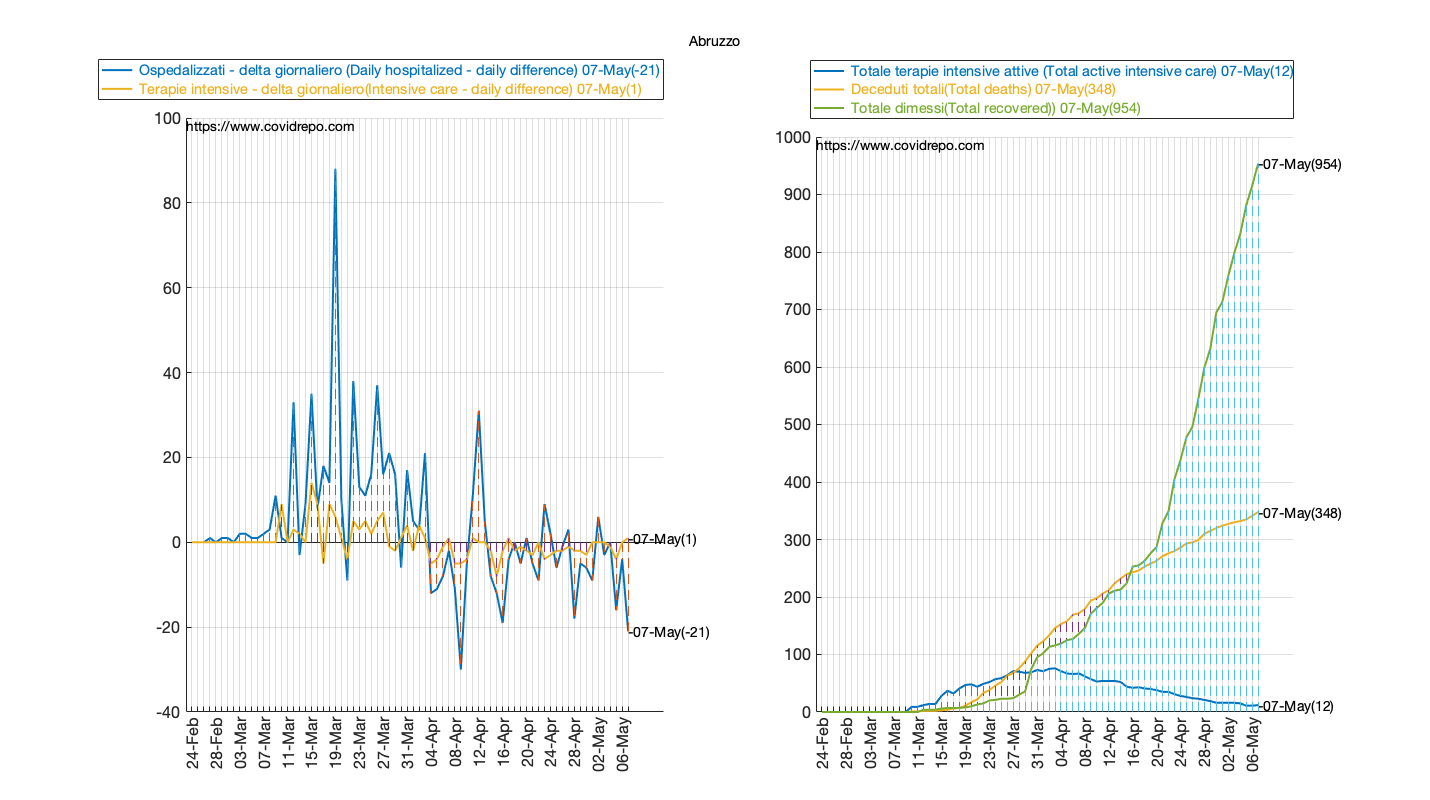 Abruzzo
Ospedalizzati - delta giornaliero (Daily hospitalized - daily difference) 07-May(-21)
Terapie intensive - delta giornaliero(Intensive care - daily difference) 07-May(1)
https://www.covidrepo.com
100
80
60
40
20
0
-20
-40
07-May(1)
07-May(-21)
24-Feb
28-Feb
03-Mar
07-Mar
11-Mar
15-Mar
19-Mar
23-Mar
27-Mar
31-Mar
04-Apr
08-Apr
12-Apr
16-Apr
20-Apr
24-Apr
28-Apr
02-May
06-May
Totale terapie intensive attive (Total active intensive care) 07-May(12)
Deceduti totali(Total deaths) 07-May(348)
Totale dimessi(Total recovered)) 07-May(954)
https://www.covidrepo.com
1000
900
800
700
600
500
400
300
200
100
0
07-May(954)
07-May(348)
07-May(12)
24-Feb
28-Feb
03-Mar
07-Mar
11-Mar
15-Mar
19-Mar
23-Mar
27-Mar
31-Mar
04-Apr
08-Apr
12-Apr
16-Apr
20-Apr
24-Apr
28-Apr
02-May
06-May